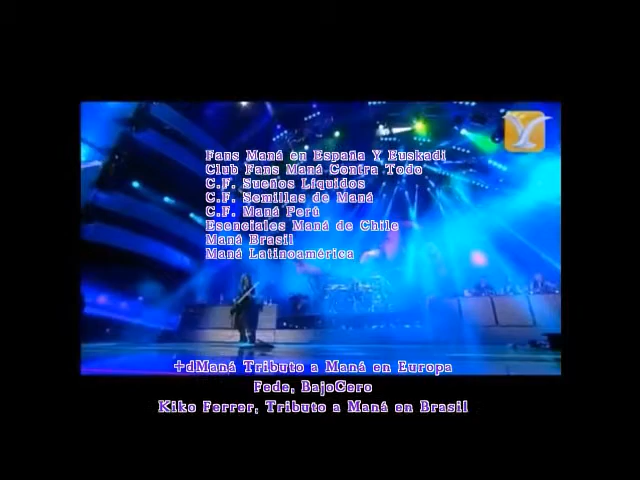 Fans Maná en España Y Euskadi
Club Fans Maná Contra Todo
C.F. Sueños Líquidos
C.F. Semillas de Maná
C.F. Maná Perú
Esenciales Maná de Chile
Maná Brasil
Maná Latinoamérica
+dManá Tributo a Maná en Europa
Fede, BajoCero
Kiko Ferrer, Tributo a Maná en Brasil